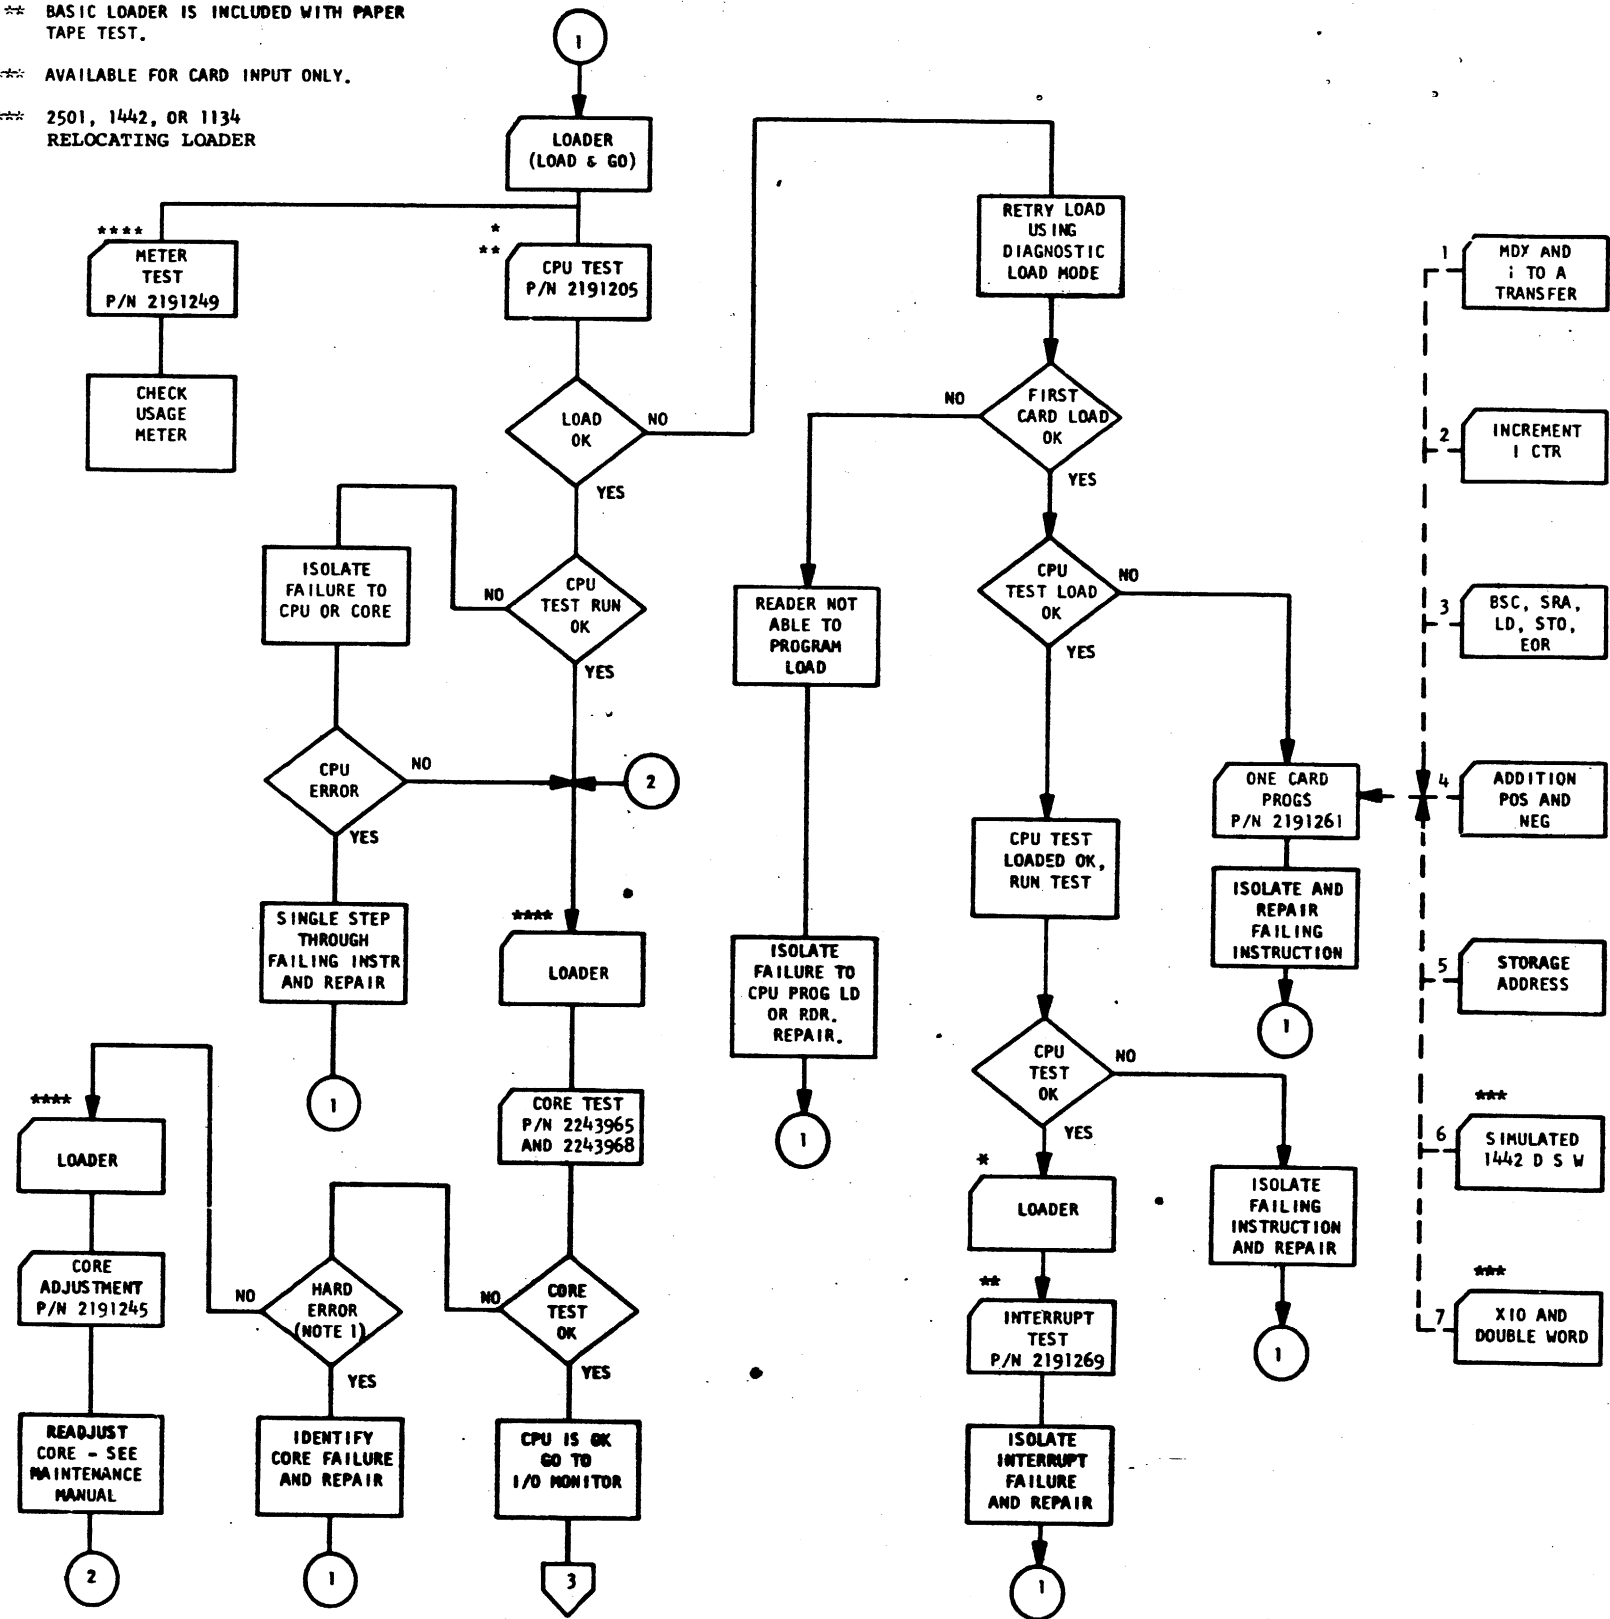 ** BASIC LOADER IS INCLUDED WITH PAPER
TAPE TEST.
*** AVAILABLE FOR CARD INPUT ONLY.
**** 2501, 1442, OR 1134
RELOCATING LOADER
1
LOADER
(LOAD & GO)
****
METER
TEST
P/N 2191249
CHECK
USAGE
METER
*
**
CPU TEST
P/N 2191205
LOAD
OK
NO
YES
CPU
TEST RUN
OK
NO
YES
ISOLATE
FAILURE TO
CPU OR CORE
CPU
ERROR
NO
YES
2
SINGLE STEP
THROUGH
FAILING INSTR
AND REPAIR
1
****
LOADER
CORE TEST
P/N 2243965
AND 2243968
CORE
TEST
OK
NO
YES
HARD
ERROR
(NOTE 1)
NO
YES
****
LOADER
CORE
ADJUSTMENT
P/N 2191245
READJUST
CORE - SEE
MAINTENANCE
MANUAL
2
IDENTIFY
CORE FAILURE
AND REPAIR
1
CPU IS OK
GO TO
I/O MONITOR
3
RETRY LOAD
USING
DIAGNOSTIC
LOAD MODE
FIRST
CARD LOAD
OK
NO
YES
READER NOT
ABLE TO
PROGRAM
LOAD
ISOLATE
FAILURE TO
CPU PROG LD
OR RDR.
REPAIR.
1
CPU
TEST LOAD
OK
NO
YES
CPU TEST
LOADED OK,
RUN TEST
CPU
TEST
OK
NO
YES
*
LOADER
**
INTERRUPT
TEST
P/N 2191269
ISOLATE
INTERRUPT
FAILURE
AND REPAIR
1
ONE CARD
PROGS
P/N 2191261
ISOLATE AND
REPAIR
FAILING
INSTRUCTION
1
ISOLATE
FAILING
INSTRUCTION
AND REPAIR
1
1
MDX AND
I TO A
TRANSFER
2
INCREMENT
I CTR
3
BSC, SRA,
LD, STO,
EOR
4
ADDITION
POS AND
NEG
5
STORAGE
ADDRESS
***
6
SIMULATED
1442 D S W
***
7
XIO AND
DOUBLE WORD